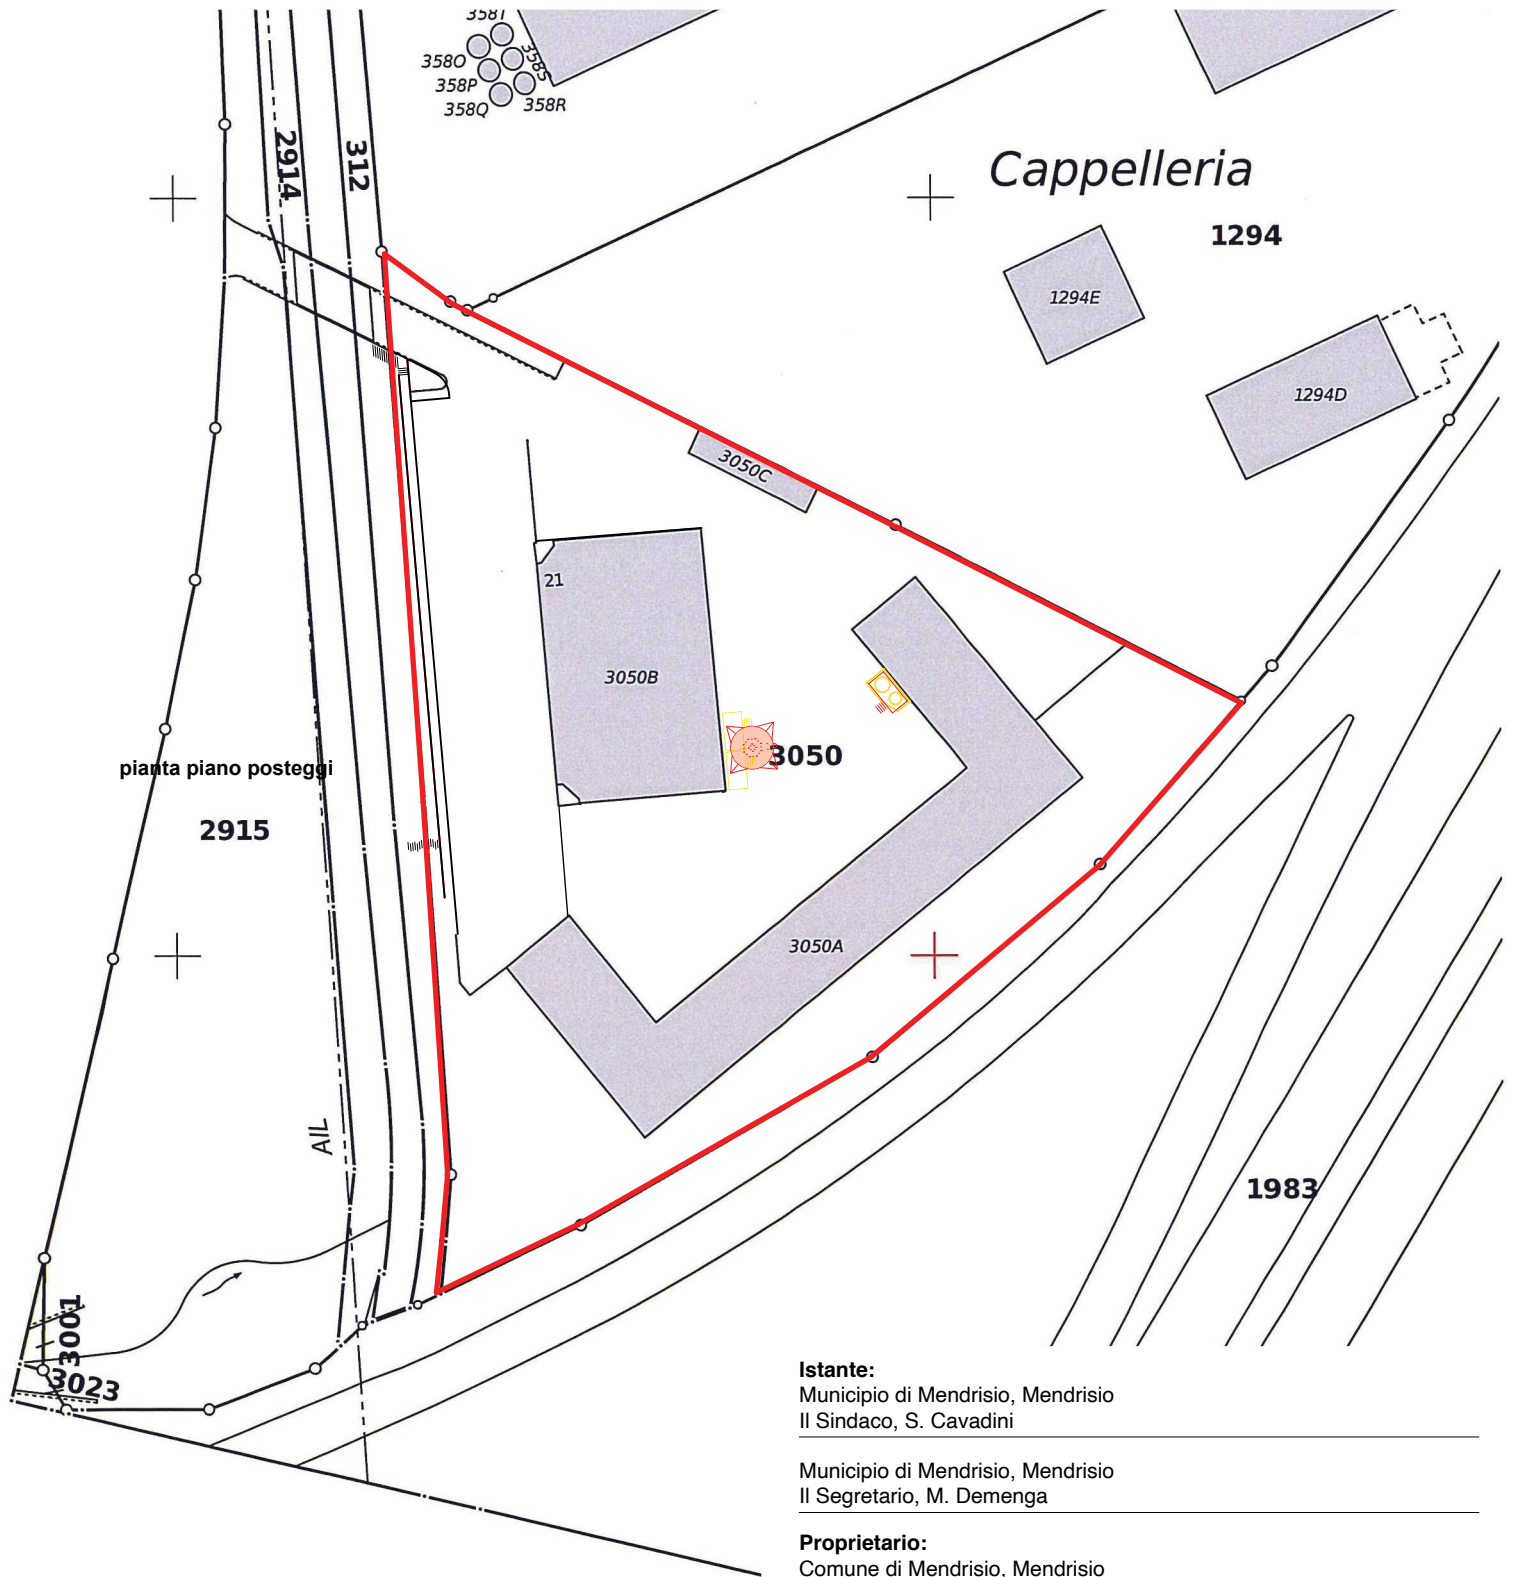 358T
358O
358S
358P
358Q
358R
2914
312
Cappelleria
1294
1294E
1294D
3050C
21
3050B
3050
pianta piano posteggi
2915
3050A
AIL
1983
3001
3023
Istante:
Municipio di Mendrisio, Mendrisio
Il Sindaco, S. Cavadini
Municipio di Mendrisio, Mendrisio
Il Segretario, M. Demenga
Proprietario:
Comune di Mendrisio, Mendrisio